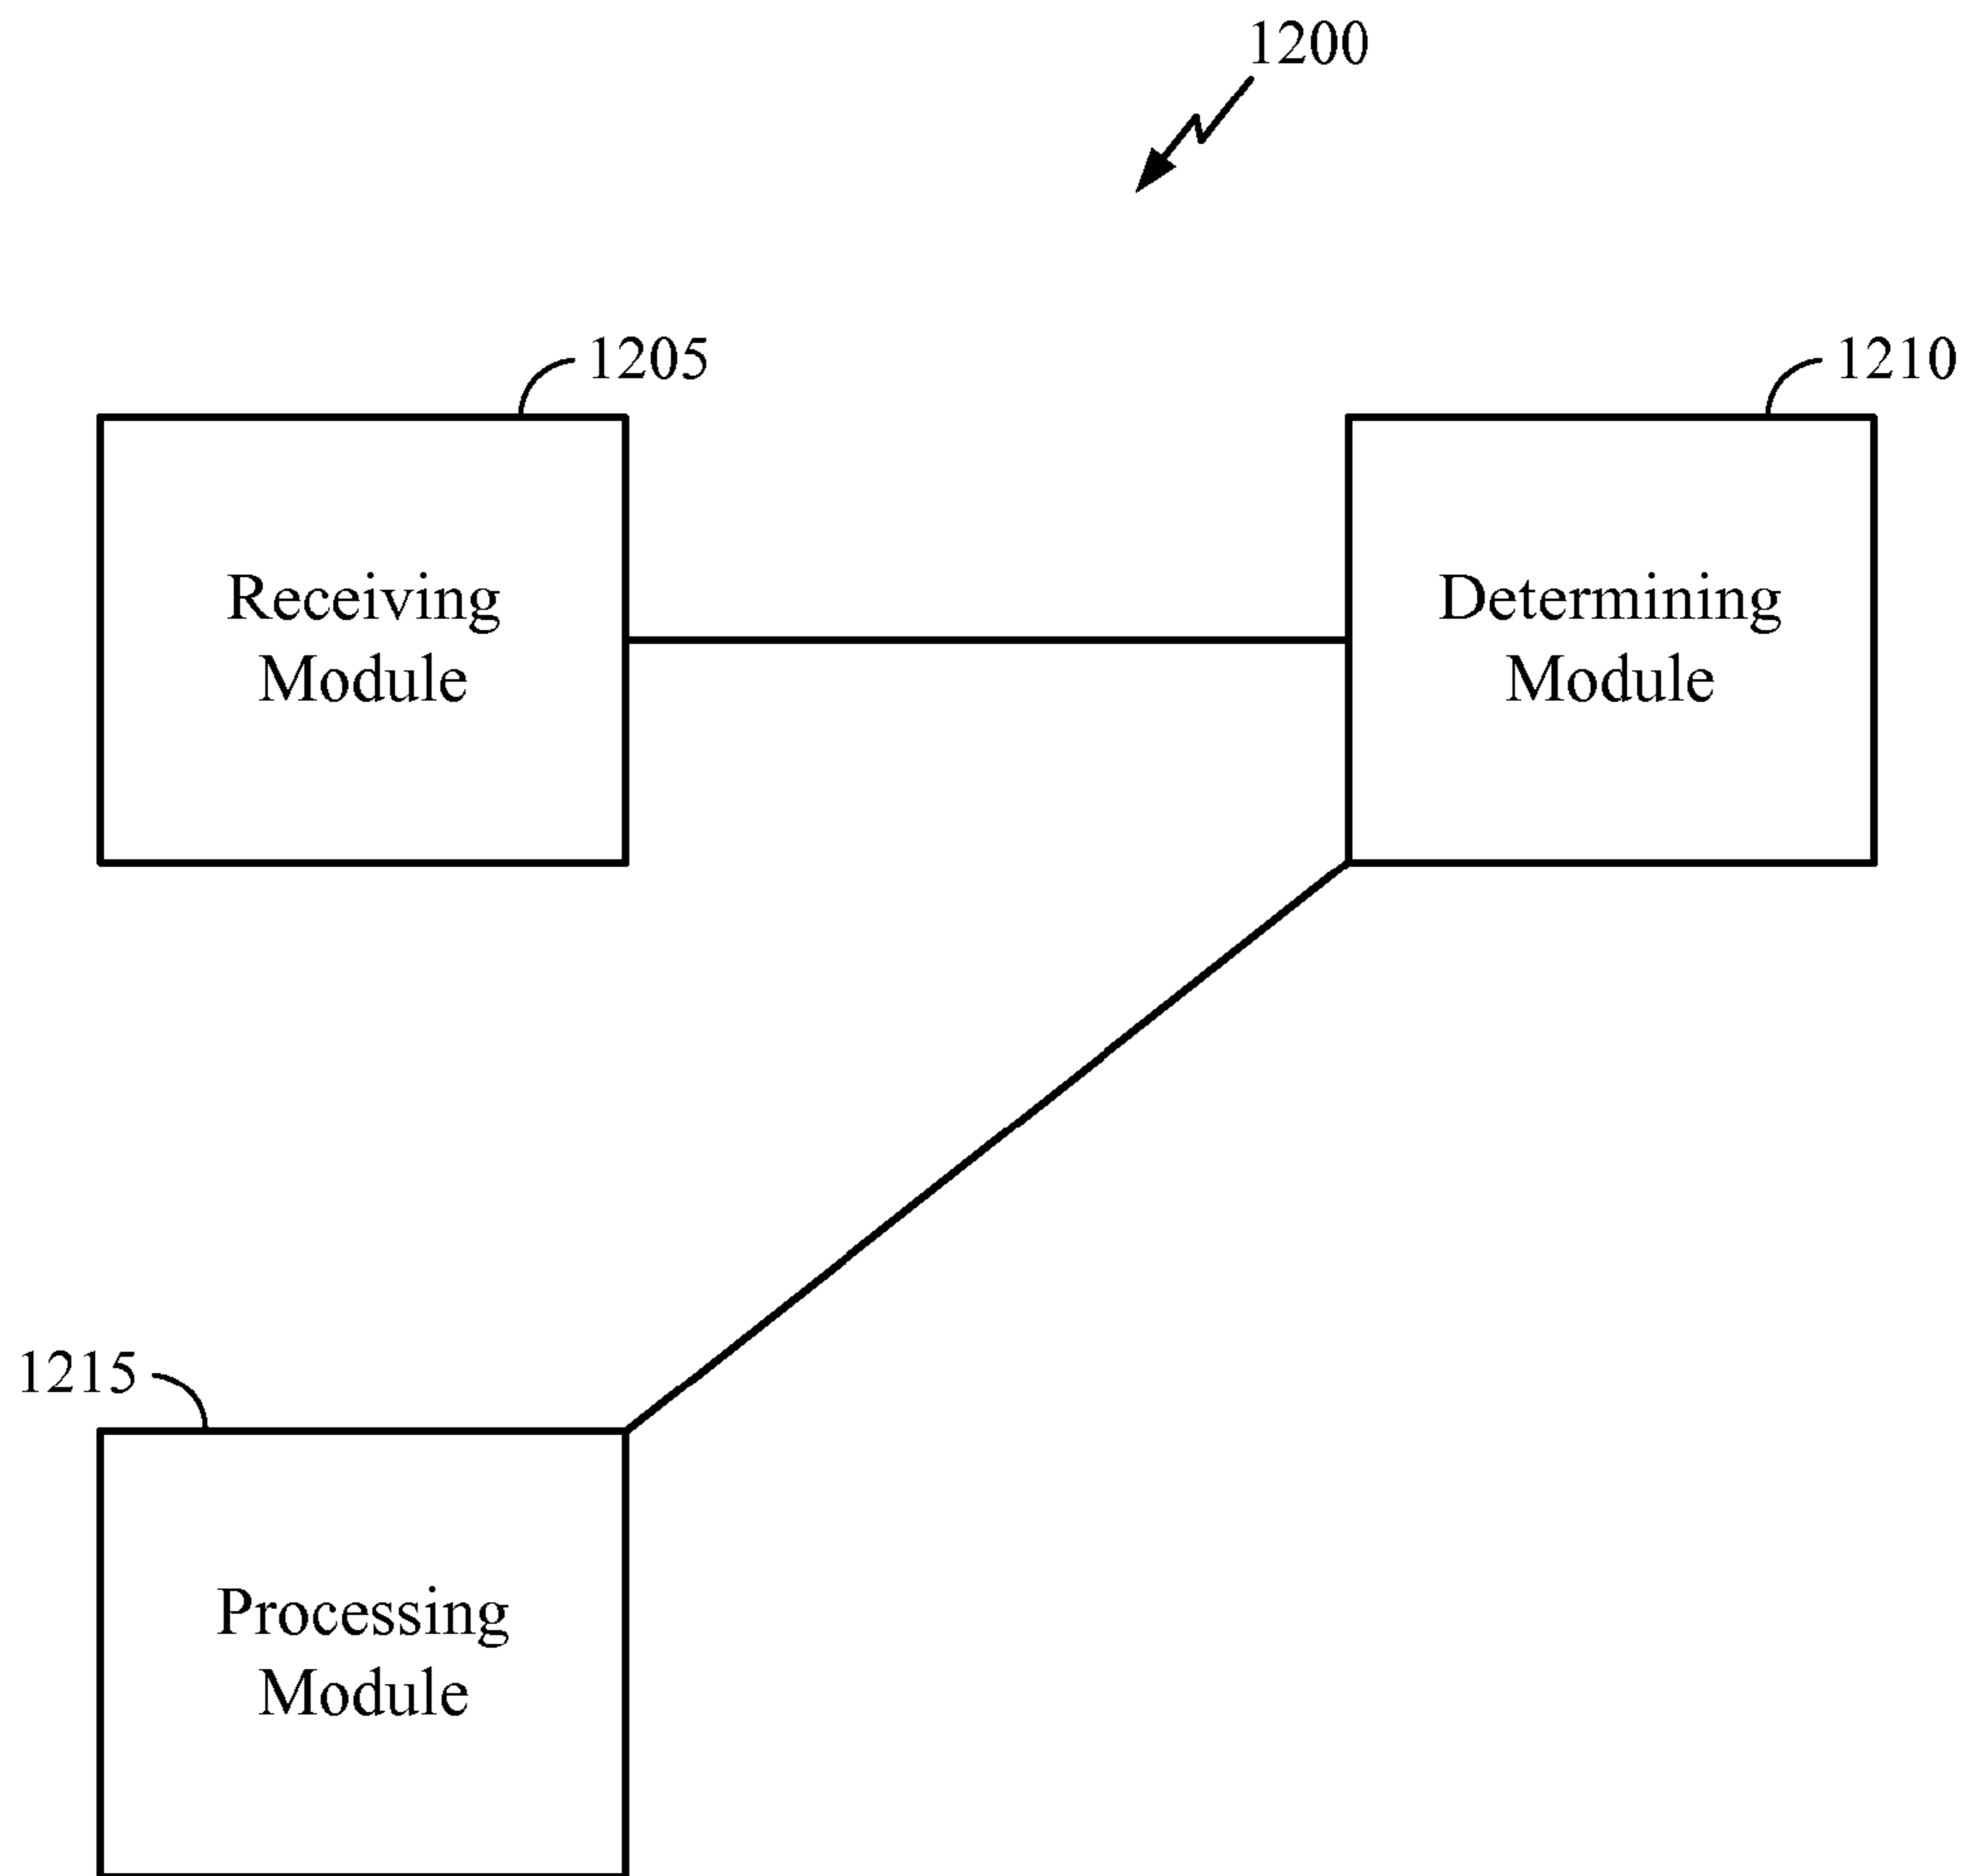 1200
1205
1210
Receiving
Module
Determining
Module
1215
Processing
Module